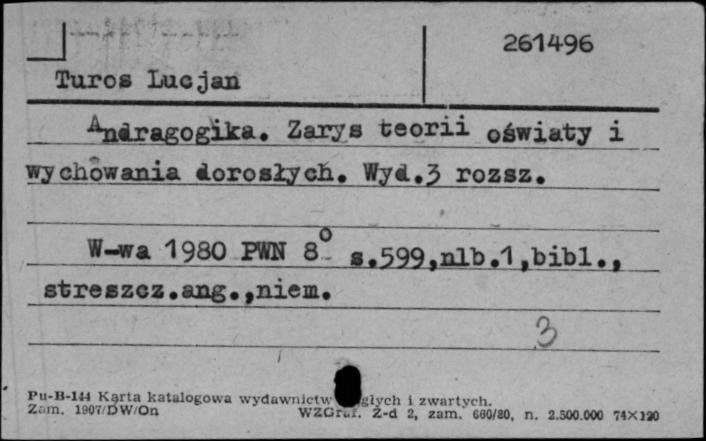 261496
Turos Lucjan
Andragogika. Zarys teorii oświaty i
wychowania dorosłych. Wyd.3 rozsz.
W-wa 1980 PWN 8° s.599,nlb.1,bibl.,
streszcz.ang.,niem.
3
Pu-B-144 Karta katalogowa wydawnictw głych i zwartych.
Zam. 1907/DW/On WZGraf. Z-d 2, zam. 660/80, n. 2.500.000 74×120